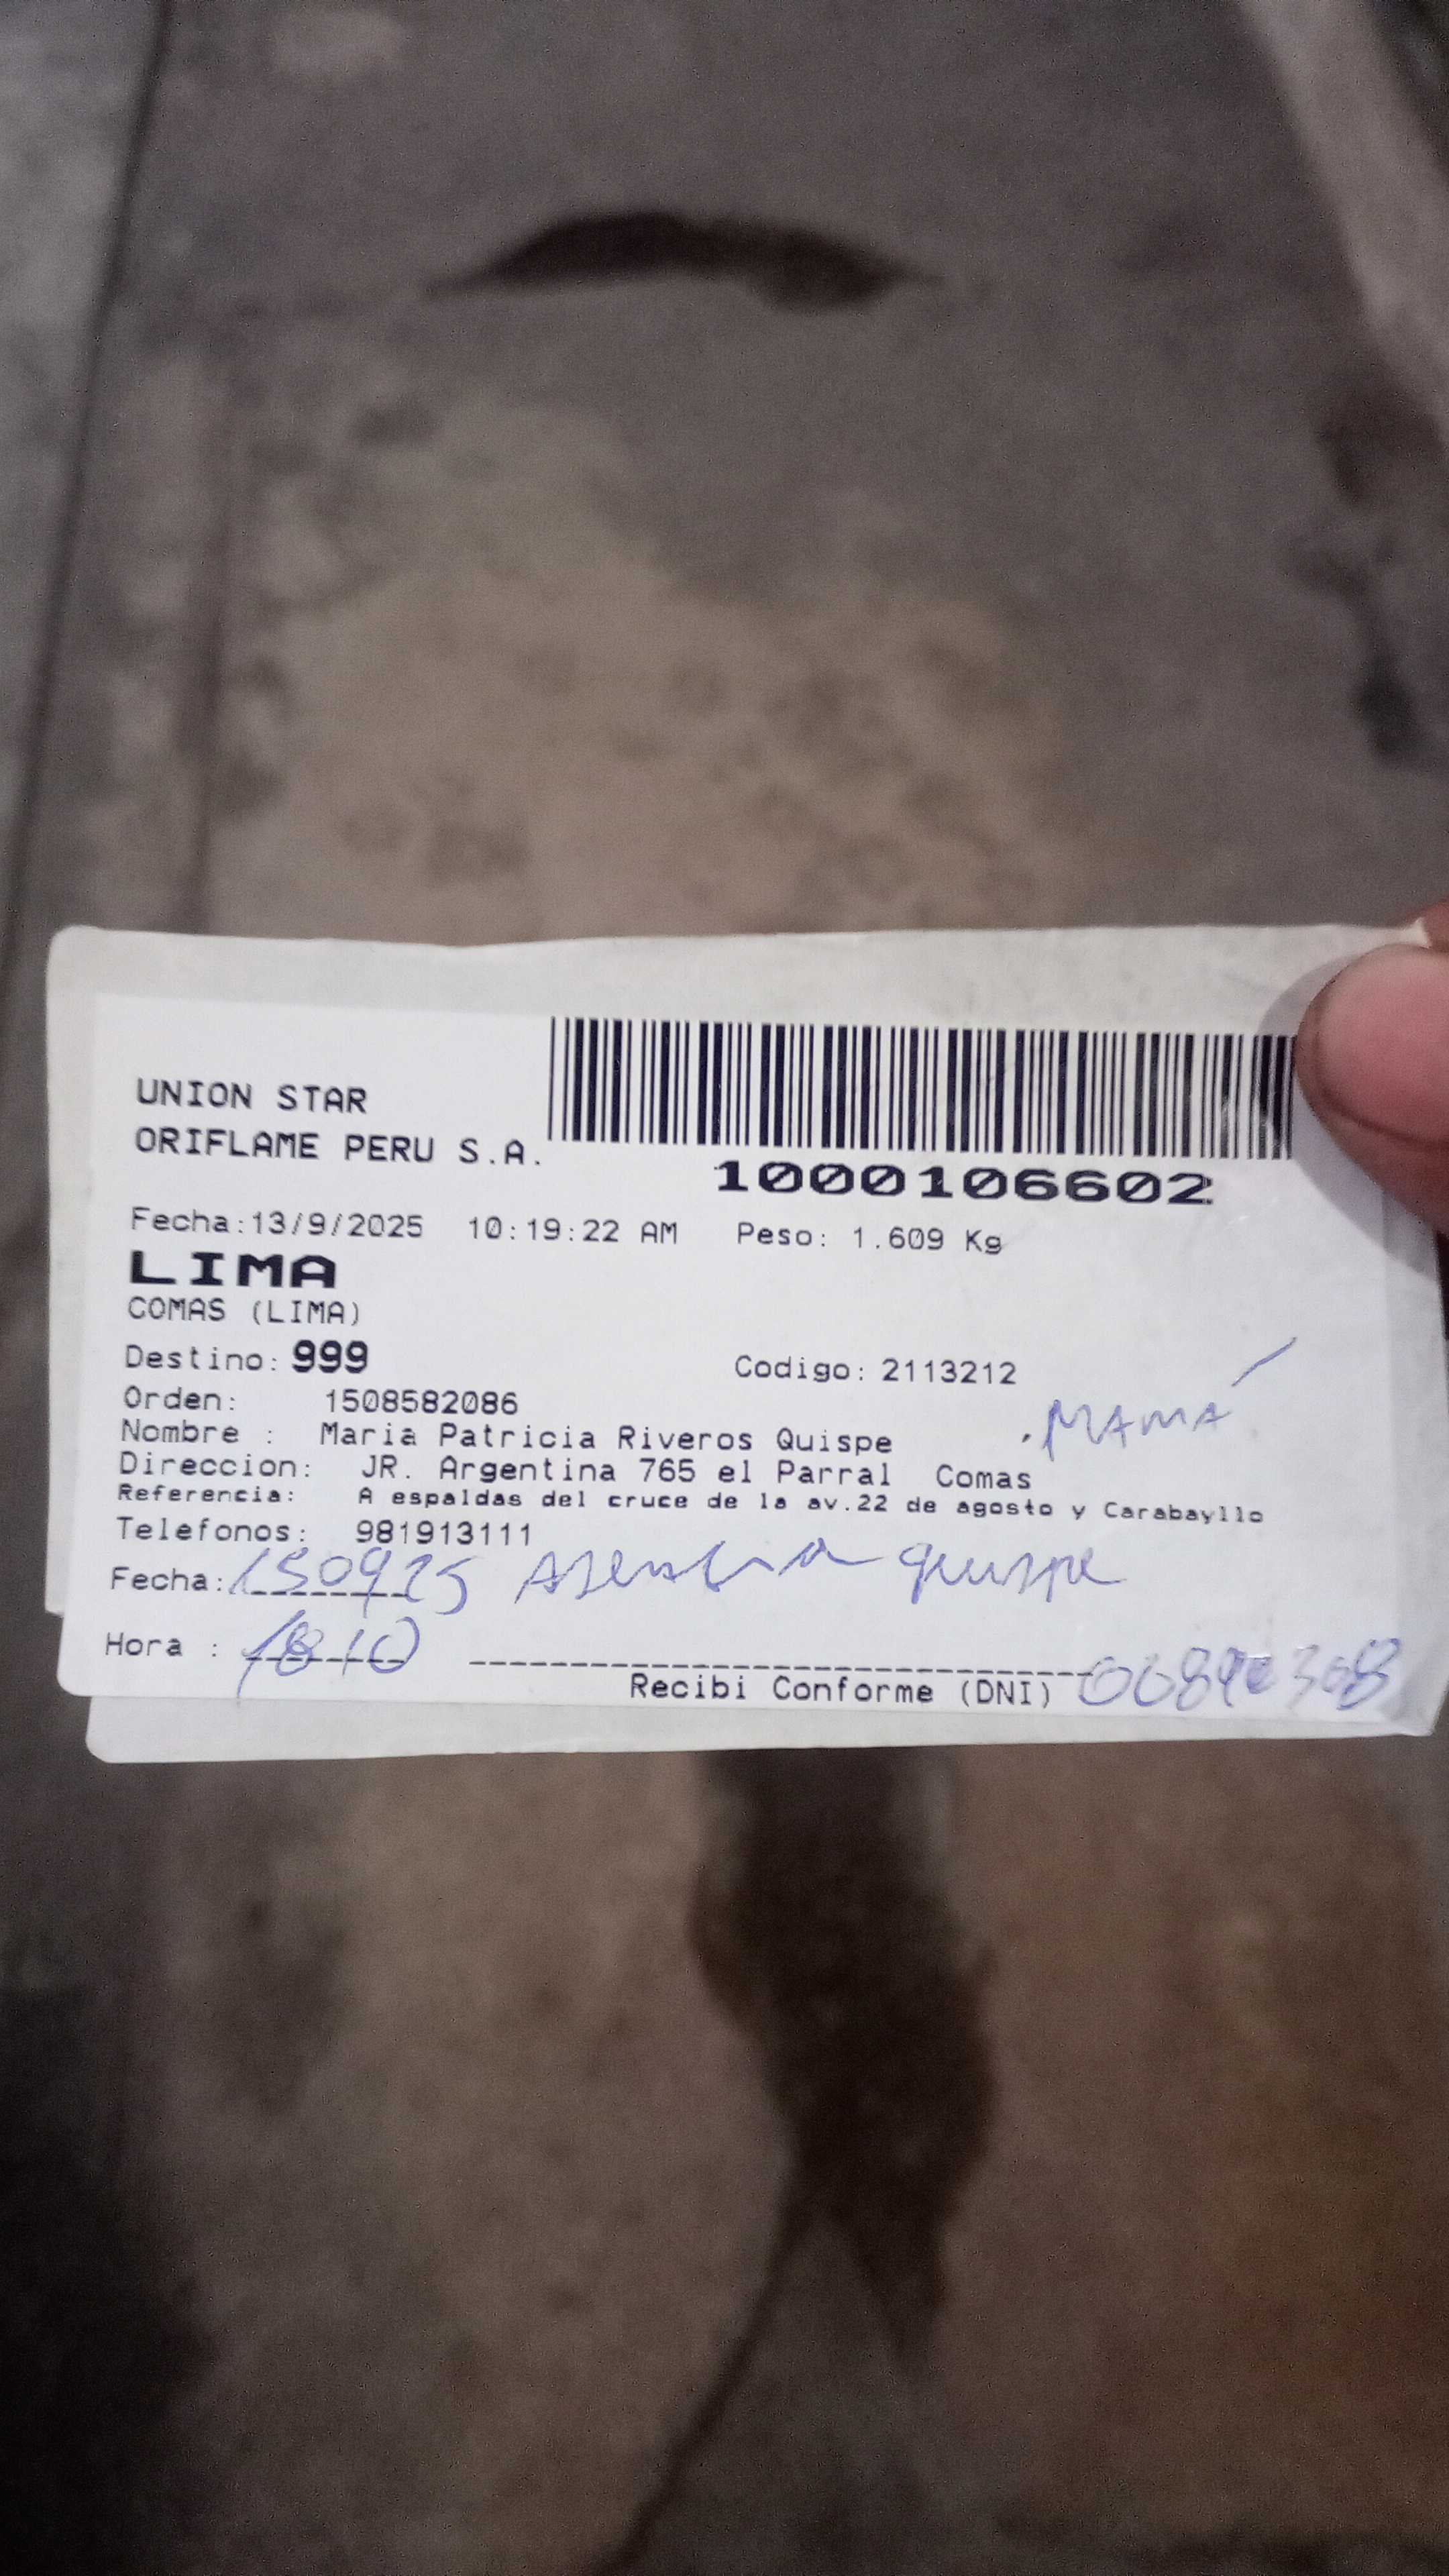 UNION STAR
ORIFLAME PERU S.A.
1000106602
Fecha:13/9/2025 10:19:22 AM Peso: 1.609 Kg
LIMA
COMAS (LIMA)
Destino: 999 Codigo: 2113212
Orden: 1508582086
Nombre : Maria Patricia Riveros Quispe . MAMÁ
Direccion: JR. Argentina 765 el Parral Comas
Referencia: A espaldas del cruce de la av.22 de agosto y Carabayllo
Telefonos: 981913111
Fecha: 150925 quispe
Hora : 1810
Recibi Conforme (DNI)